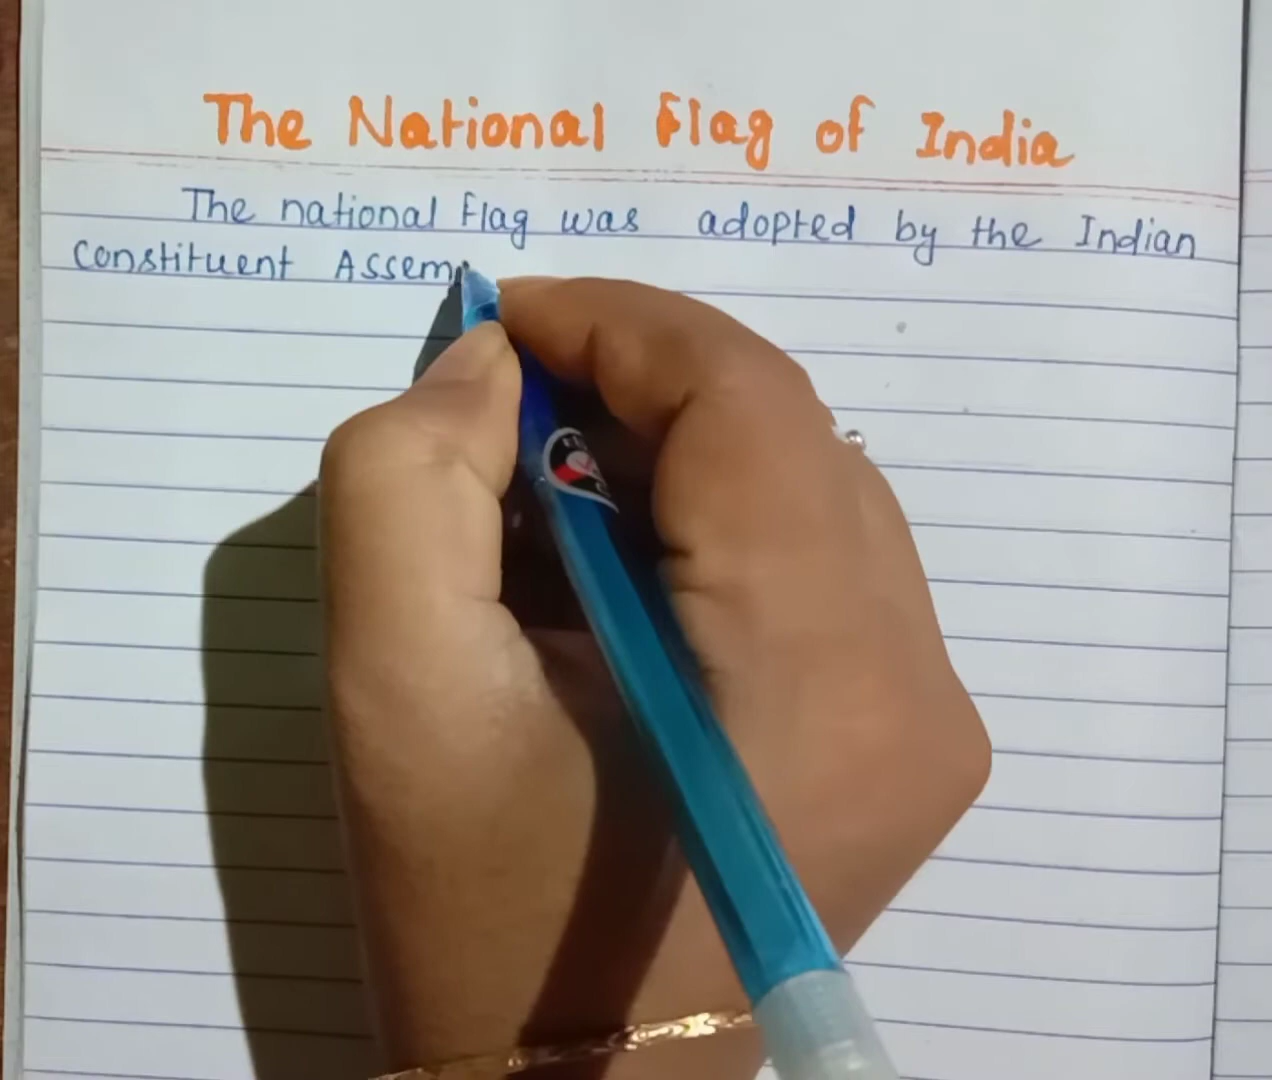 The National Flag of India
The national flag was adopted by the Indian
constituent Assem